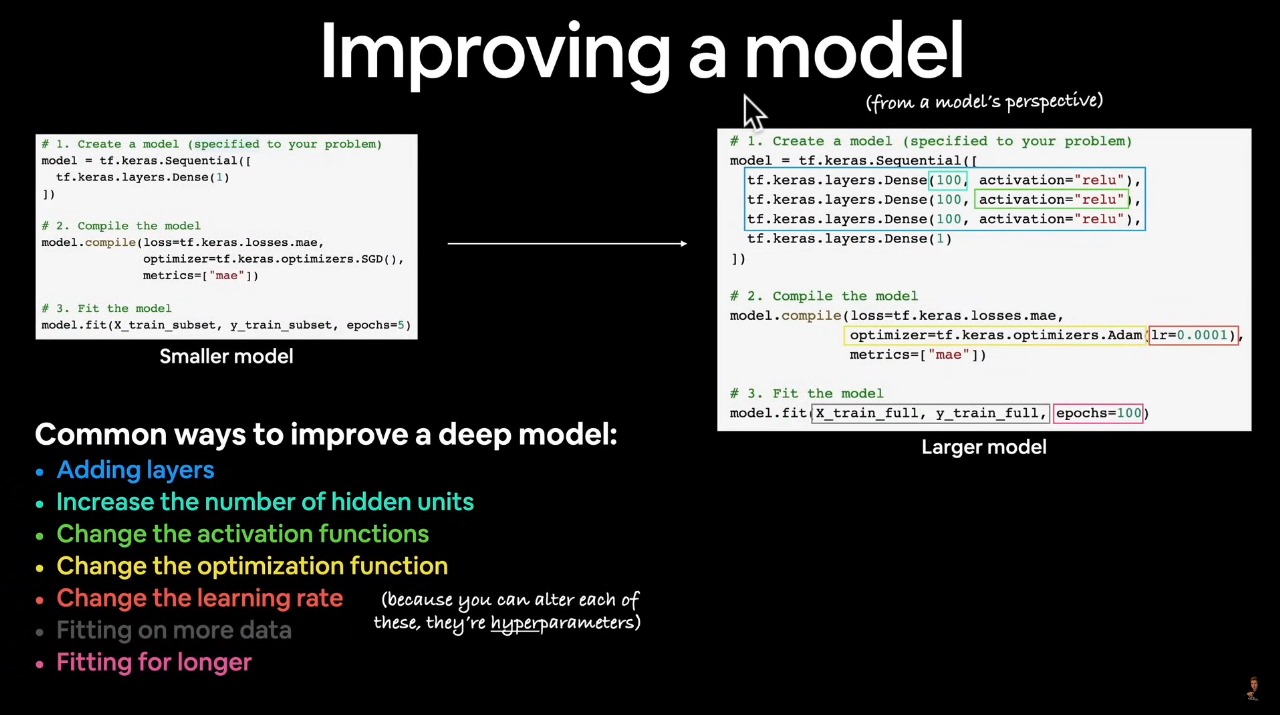 Improving a model
(from a model's perspective)
# 1. Create a model (specified to your problem)
model = tf.keras.Sequential([
  tf.keras.layers.Dense(1)
])
# 2. Compile the model
model.compile(loss=tf.keras.losses.mae,
              optimizer=tf.keras.optimizers.SGD(),
              metrics=["mae"])
# 3. Fit the model
model.fit(X_train_subset, y_train_subset, epochs=5)
Smaller model
# 1. Create a model (specified to your problem)
model = tf.keras.Sequential([
  tf.keras.layers.Dense(100, activation="relu"),
  tf.keras.layers.Dense(100, activation="relu"),
  tf.keras.layers.Dense(100, activation="relu"),
  tf.keras.layers.Dense(1)
])
# 2. Compile the model
model.compile(loss=tf.keras.losses.mae,
              optimizer=tf.keras.optimizers.Adam(lr=0.0001),
              metrics=["mae"])
# 3. Fit the model
model.fit(X_train_full, y_train_full, epochs=100)
Larger model
Common ways to improve a deep model:
• Adding layers
• Increase the number of hidden units
• Change the activation functions
• Change the optimization function
• Change the learning rate
• Fitting on more data
• Fitting for longer
(because you can alter each of
these, they're hyperparameters)